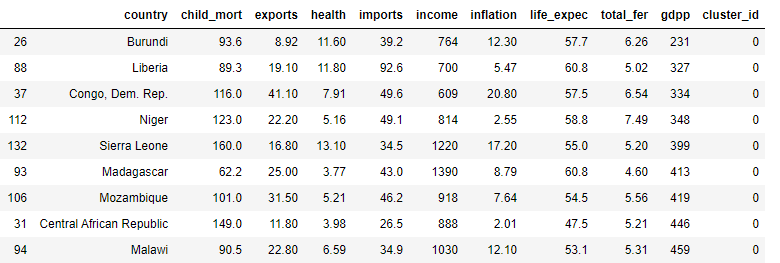 country child_mort exports health imports income inflation life_expec total_fer gdpp cluster_id
26 Burundi 93.6 8.92 11.60 39.2 764 12.30 57.7 6.26 231 0
88 Liberia 89.3 19.10 11.80 92.6 700 5.47 60.8 5.02 327 0
37 Congo, Dem. Rep. 116.0 41.10 7.91 49.6 609 20.80 57.5 6.54 334 0
112 Niger 123.0 22.20 5.16 49.1 814 2.55 58.8 7.49 348 0
132 Sierra Leone 160.0 16.80 13.10 34.5 1220 17.20 55.0 5.20 399 0
93 Madagascar 62.2 25.00 3.77 43.0 1390 8.79 60.8 4.60 413 0
106 Mozambique 101.0 31.50 5.21 46.2 918 7.64 54.5 5.56 419 0
31 Central African Republic 149.0 11.80 3.98 26.5 888 2.01 47.5 5.21 446 0
94 Malawi 90.5 22.80 6.59 34.9 1030 12.10 53.1 5.31 459 0